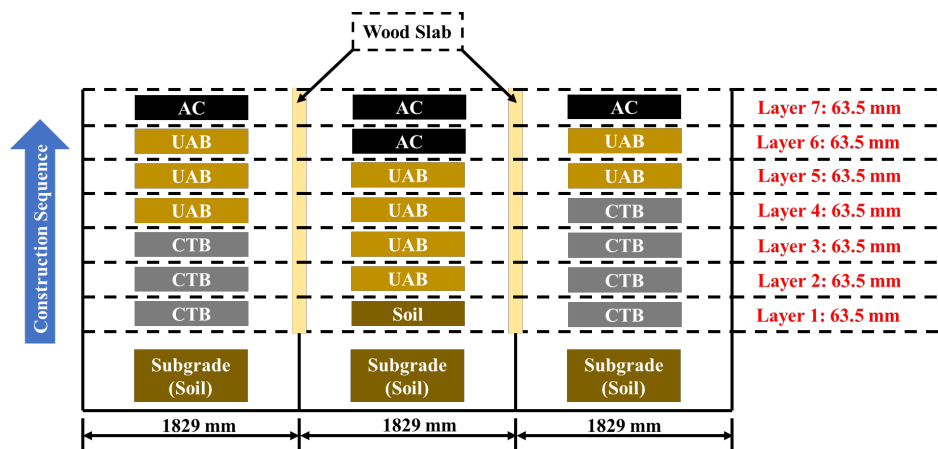 Wood Slab
Construction Sequence
AC AC AC Layer 7: 63.5 mm
UAB AC UAB Layer 6: 63.5 mm
UAB UAB UAB Layer 5: 63.5 mm
UAB UAB CTB Layer 4: 63.5 mm
CTB UAB CTB Layer 3: 63.5 mm
CTB UAB CTB Layer 2: 63.5 mm
CTB Soil CTB Layer 1: 63.5 mm
Subgrade Subgrade Subgrade
(Soil) (Soil) (Soil)
1829 mm 1829 mm 1829 mm